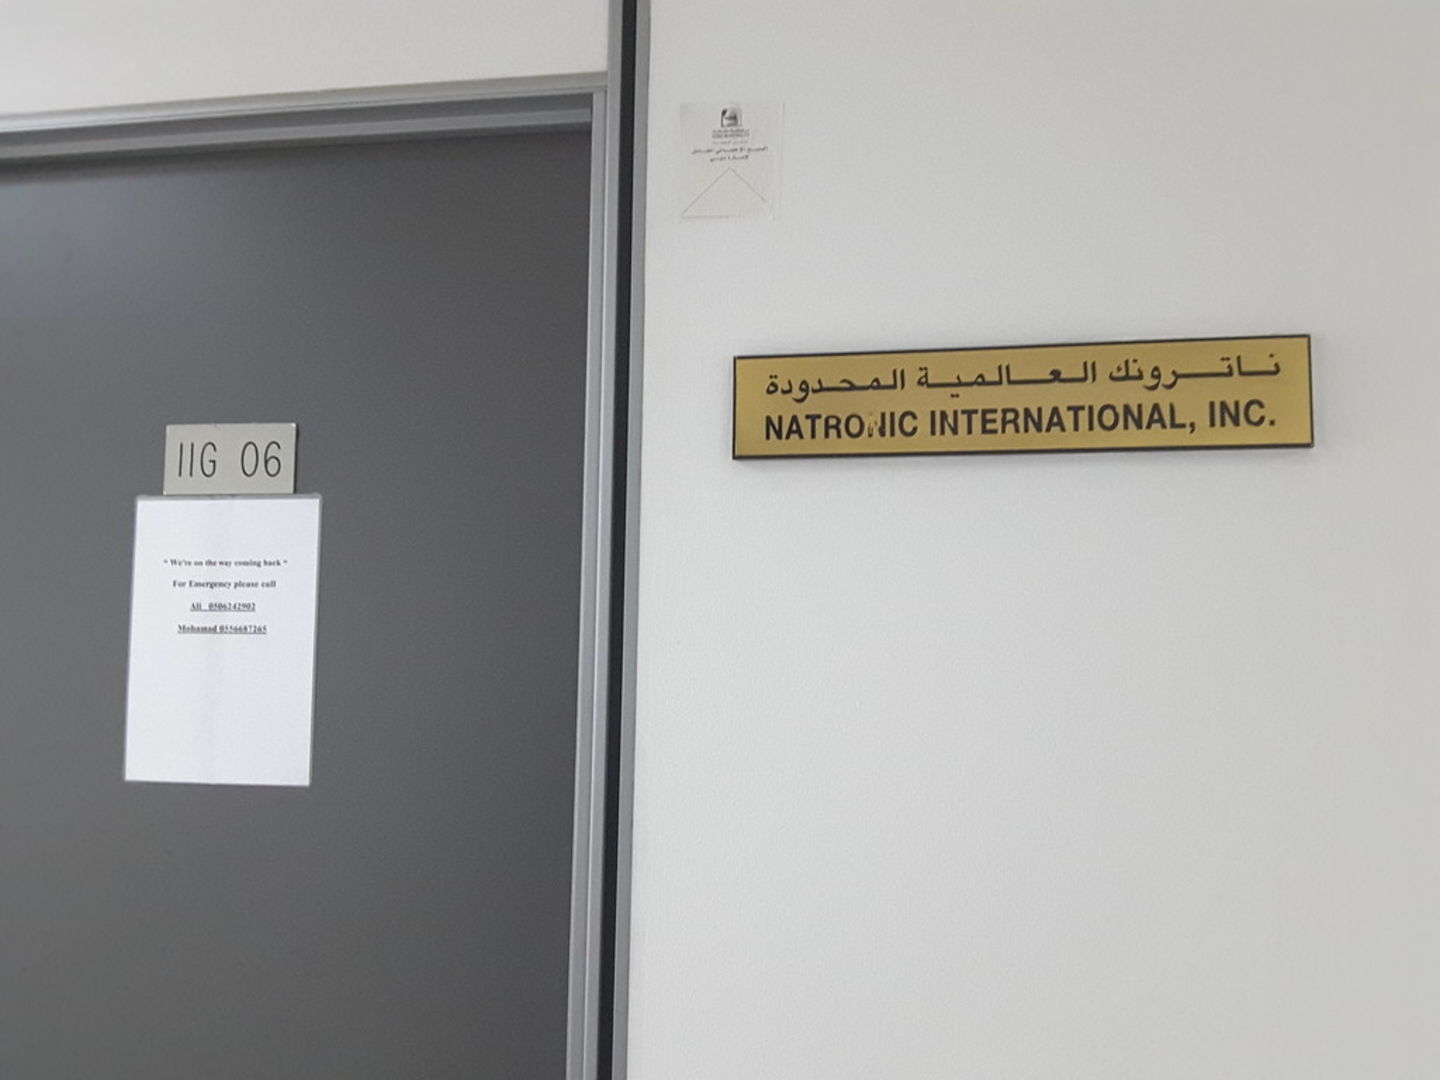 ناترونك العالمية المحدودة
NATRONIC INTERNATIONAL, INC.
IIG 06
" We're on the way coming back "
For Emergency please call
Ali 0506242902
Mohamad 0556687265